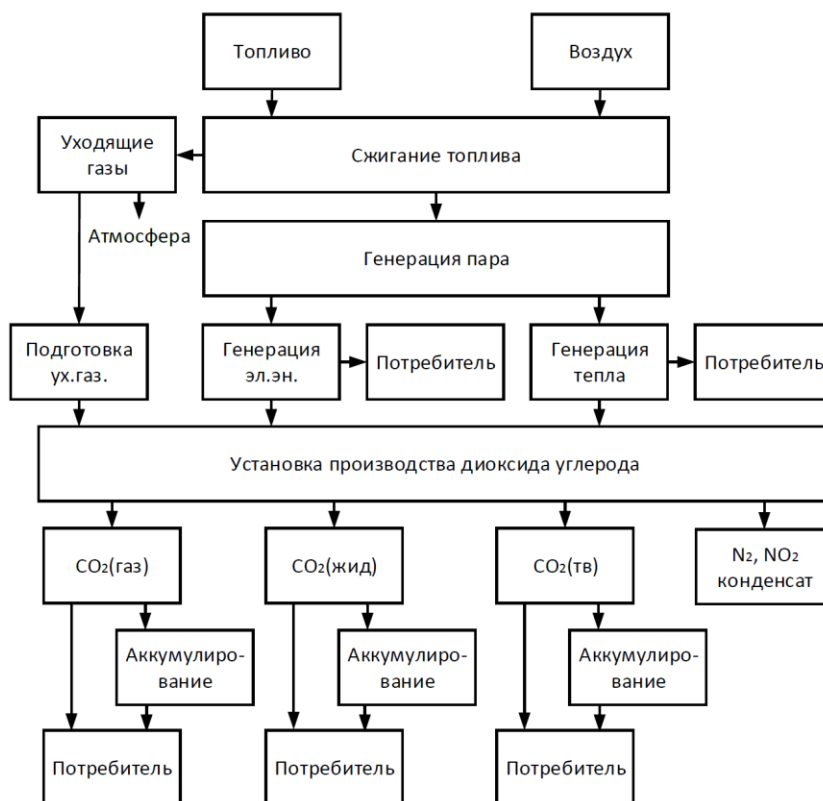 Топливо
Воздух
Уходящие
газы
Сжигание топлива
Атмосфера
Генерация пара
Подготовка
ух.газ.
Генерация
эл.эн.
Потребитель
Генерация
тепла
Потребитель
Установка производства диоксида углерода
CO₂(газ)
CO₂(жид)
CO₂(тв)
N₂, NO₂
конденсат
Аккумулиро-
вание
Аккумулиро-
вание
Аккумулиро-
вание
Потребитель
Потребитель
Потребитель